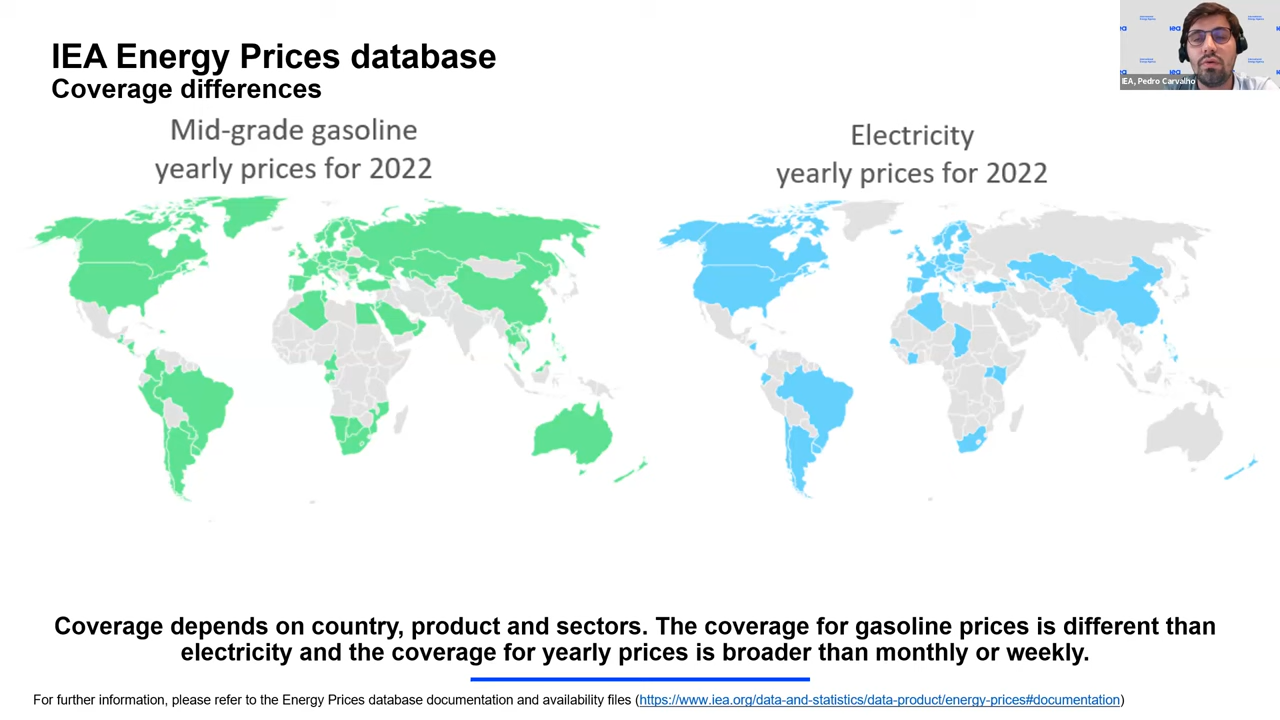 IEA Energy Prices database
Coverage differences
Mid-grade gasoline
yearly prices for 2022
Electricity
yearly prices for 2022
iea
iea
iea
IEA, Pedro Carvalho
Coverage depends on country, product and sectors. The coverage for gasoline prices is different than
electricity and the coverage for yearly prices is broader than monthly or weekly.
For further information, please refer to the Energy Prices database documentation and availability files (https://www.iea.org/data-and-statistics/data-product/energy-prices#documentation)